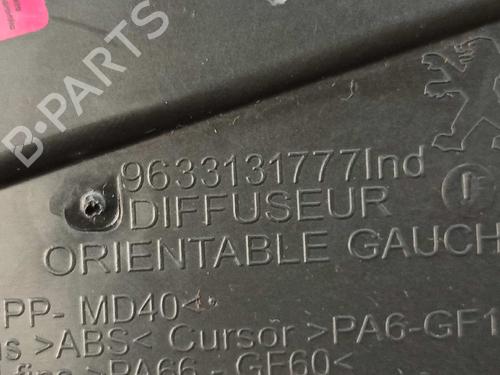 B-PARTS
9633131777Ind
DIFFUSEUR
ORIENTABLE GAUCH
PP- MD40<
>ABS< Cursor >PA6-GF1
>PA66 - GF60<